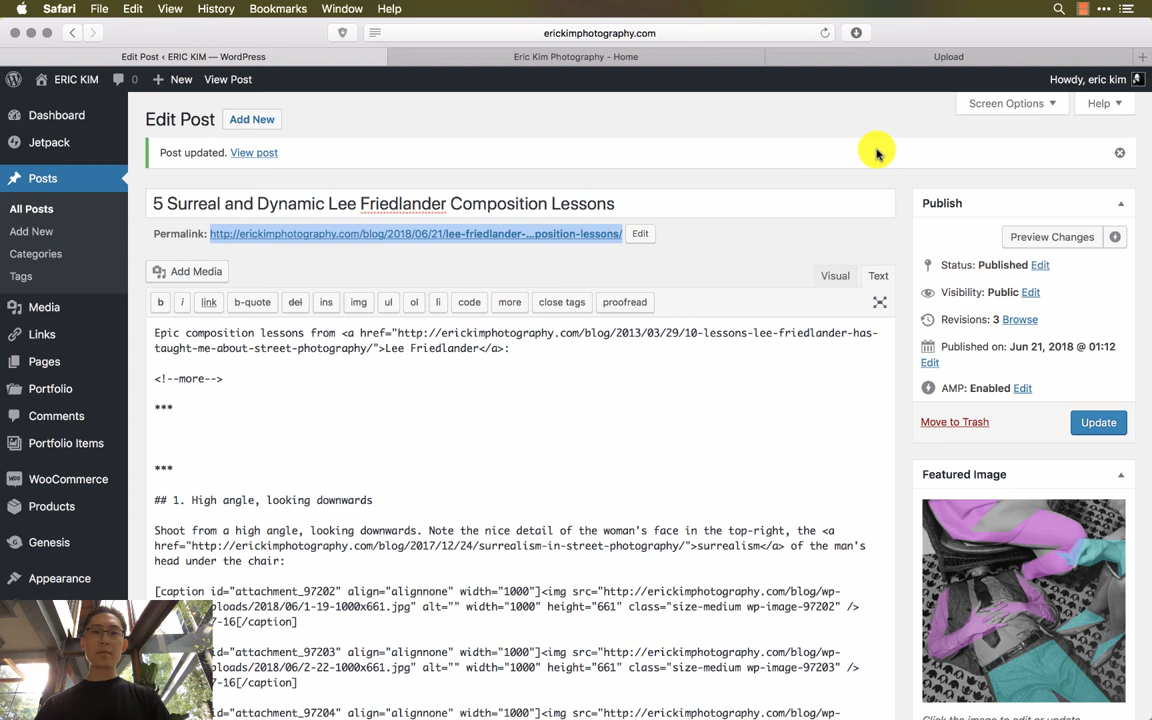 Safari File Edit View History Bookmarks Window Help
erickimphotography.com
Edit Post ‹ ERIC KIM — WordPress Eric Kim Photography - Home Upload
ERIC KIM 0 New View Post Howdy, eric kim
Screen Options Help
Dashboard
Jetpack
Posts
All Posts
Add New
Categories
Tags
Media
Links
Pages
Portfolio
Comments
Portfolio Items
WooCommerce
Products
Genesis
Appearance
Edit Post Add New
Post updated. View post
5 Surreal and Dynamic Lee Friedlander Composition Lessons
Permalink: http://erickimphotography.com/blog/2018/06/21/lee-friedlander-...position-lessons/ Edit
Add Media Visual Text
b i link b-quote del ins img ul ol li code more close tags proofread
Epic composition lessons from <a href="http://erickimphotography.com/blog/2013/03/29/10-lessons-lee-friedlander-has-
taught-me-about-street-photography/">Lee Friedlander</a>:
<!--more-->
***
***
## 1. High angle, looking downwards
Shoot from a high angle, looking downwards. Note the nice detail of the woman's face in the top-right, the <a
href="http://erickimphotography.com/blog/2017/12/24/surrealism-in-street-photography/">surrealism</a> of the man's
head under the chair:
[caption id="attachment_97202" align="alignnone" width="1000"]<img src="http://erickimphotography.com/blog/wp-
ploads/2018/06/1-19-1000x661.jpg" alt="" width="1000" height="661" class="size-medium wp-image-97202" />
7-16[/caption]
id="attachment_97203" align="alignnone" width="1000"]<img src="http://erickimphotography.com/blog/wp-
ploads/2018/06/2-22-1000x661.jpg" alt="" width="1000" height="661" class="size-medium wp-image-97203" />
7-16[/caption]
id="attachment_97204" align="alignnone" width="1000"]<img src="http://erickimphotography.com/blog/wp-
Publish
Preview Changes
Status: Published Edit
Visibility: Public Edit
Revisions: 3 Browse
Published on: Jun 21, 2018 @ 01:12
Edit
AMP: Enabled Edit
Move to Trash Update
Featured Image
Click the image to edit or update